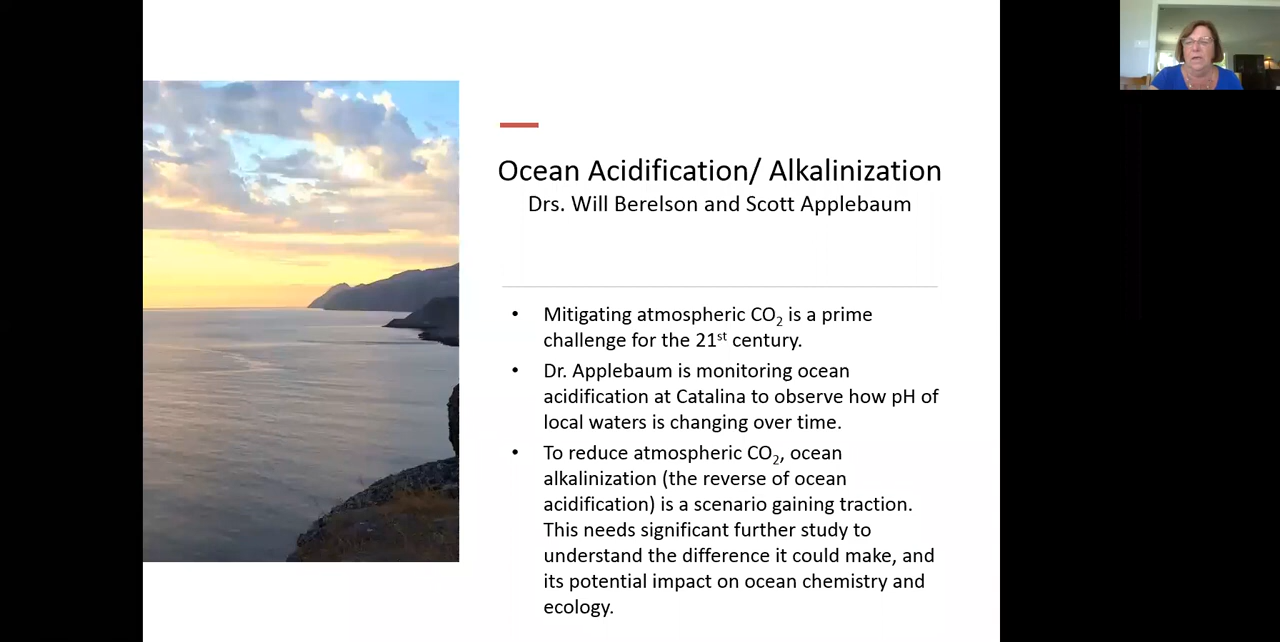 Ocean Acidification/ Alkalinization
Drs. Will Berelson and Scott Applebaum
• Mitigating atmospheric CO₂ is a prime
challenge for the 21ˢᵗ century.
• Dr. Applebaum is monitoring ocean
acidification at Catalina to observe how pH of
local waters is changing over time.
• To reduce atmospheric CO₂, ocean
alkalinization (the reverse of ocean
acidification) is a scenario gaining traction.
This needs significant further study to
understand the difference it could make, and
its potential impact on ocean chemistry and
ecology.